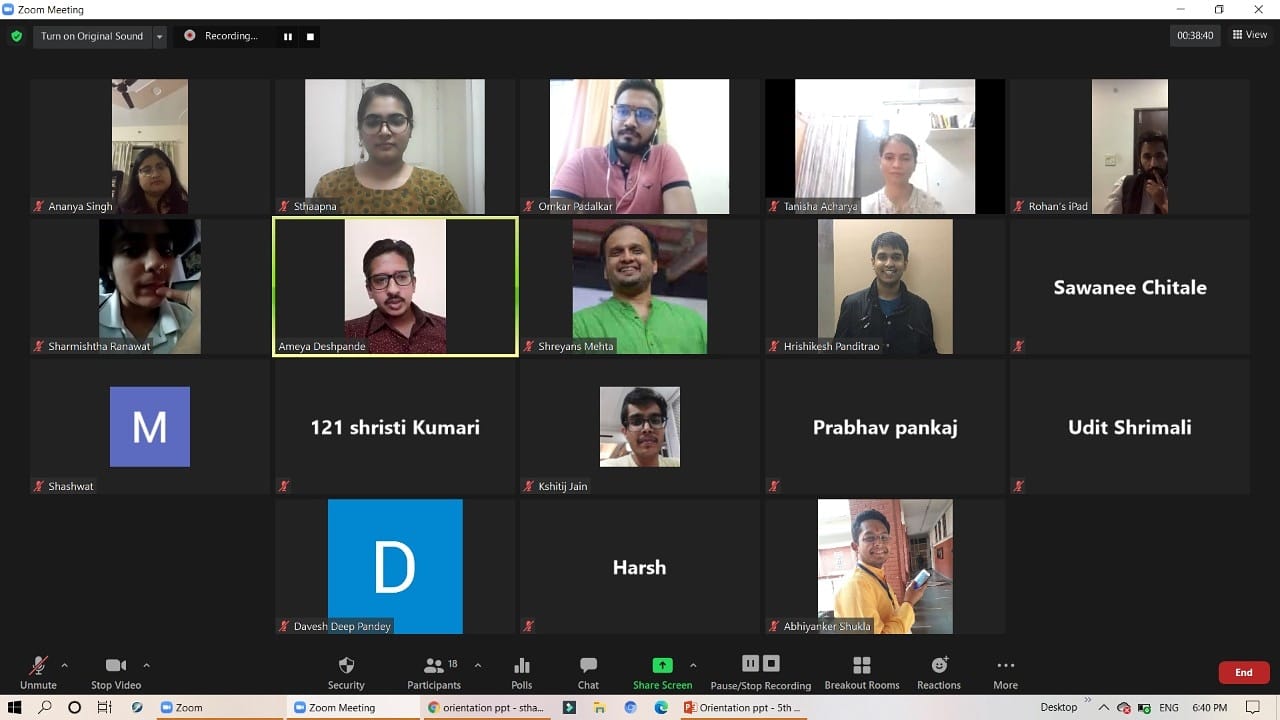 Zoom Meeting
Turn on Original Sound
Recording...
00:38:40
View
Ananya Singh
Sthaapna
Omkar Padalkar
Tanisha Acharya
Rohan's iPad
Sharmishtha Ranawat
Ameya Deshpande
Shreyans Mehta
Hrishikesh Panditrao
Sawanee Chitale
M
Shashwat
121 shristi Kumari
Kshitij Jain
Prabhav pankaj
Udit Shrimali
D
Davesh Deep Pandey
Harsh
Abhiyanker Shukla
Unmute
Stop Video
Security
Participants
18
Polls
Chat
Share Screen
Pause/Stop Recording
Breakout Rooms
Reactions
More
End
Zoom
Zoom Meeting
orientation ppt - stha...
Orientation ppt - 5th ...
Desktop
ENG
6:40 PM